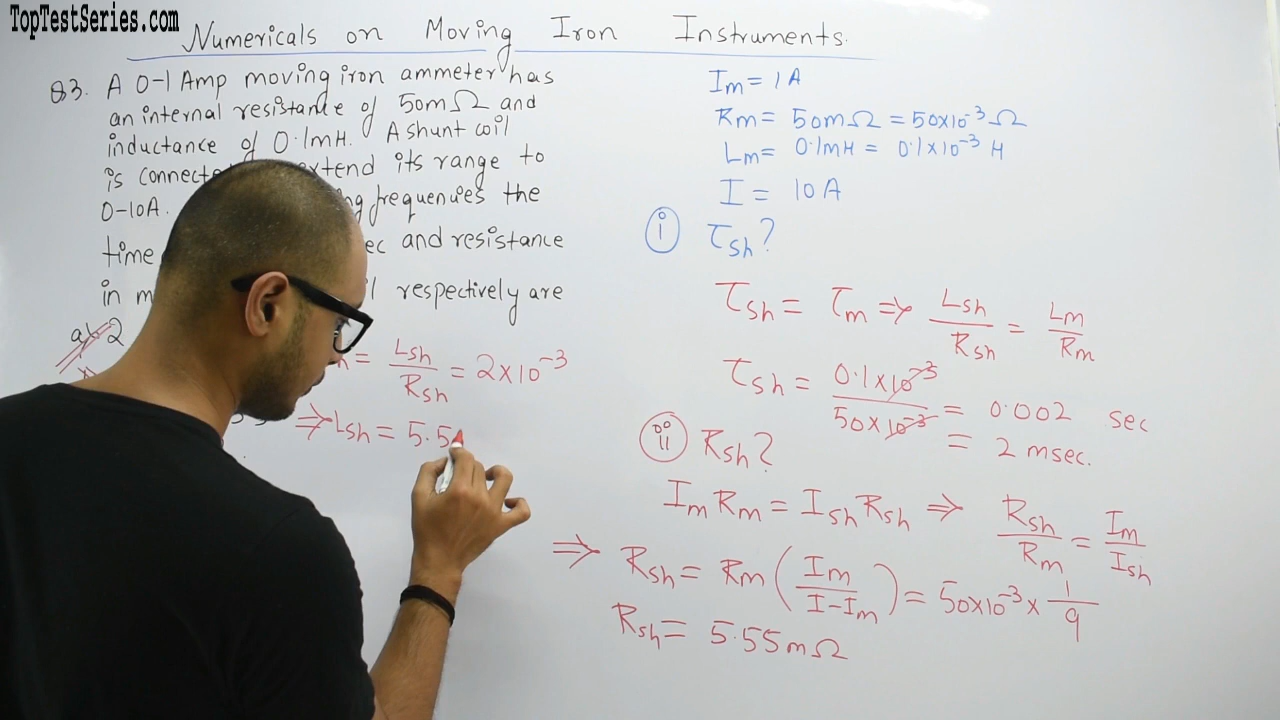 TopTestSeries.com
Numericals on Moving Iron Instruments.
Q3. A 0-1 Amp moving iron ammeter has
an internal resistance of 50mΩ and
inductance of 0.1mH. A shunt coil
is connected extend its range to
0-10A. frequencies the
time and resistance
in respectively are
a) 2
= Lsh/Rsh = 2×10⁻³
⇒ Lsh = 5.5
Im = 1A
Rm = 50mΩ = 50×10⁻³Ω
Lm = 0.1mH = 0.1×10⁻³ H
I = 10A
(i) τsh?
τsh = τm ⇒ Lsh/Rsh = Lm/Rm
τsh = 0.1×10⁻³/50×10⁻³ = 0.002 sec
= 2 msec.
(ii) Rsh?
ImRm = IshRsh ⇒ Rsh/Rm = Im/Ish
⇒ Rsh = Rm(Im/I-Im) = 50×10⁻³×1/9
Rsh = 5.55mΩ